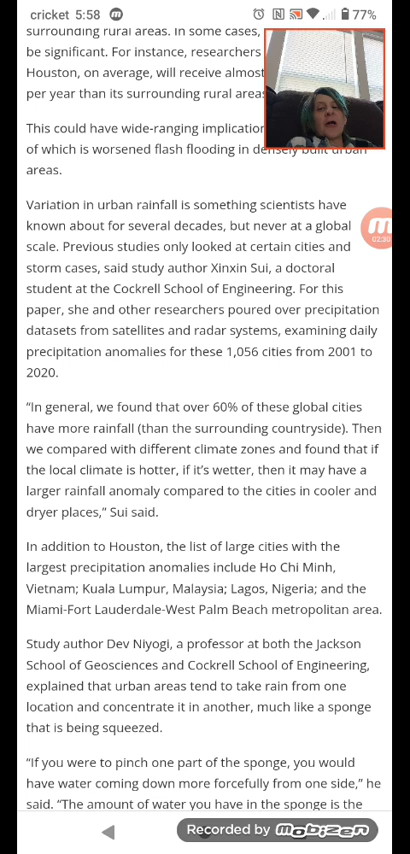 cricket 5:58
77%
surrounding rural areas. In some cases,
be significant. For instance, researchers
Houston, on average, will receive almost
per year than its surrounding rural areas
This could have wide-ranging implication
of which is worsened flash flooding in densely built urban
areas.
Variation in urban rainfall is something scientists have
known about for several decades, but never at a global
scale. Previous studies only looked at certain cities and
storm cases, said study author Xinxin Sui, a doctoral
02:30
student at the Cockrell School of Engineering. For this
paper, she and other researchers poured over precipitation
datasets from satellites and radar systems, examining daily
precipitation anomalies for these 1,056 cities from 2001 to
2020.
“In general, we found that over 60% of these global cities
have more rainfall (than the surrounding countryside). Then
we compared with different climate zones and found that if
the local climate is hotter, if it’s wetter, then it may have a
larger rainfall anomaly compared to the cities in cooler and
dryer places,” Sui said.
In addition to Houston, the list of large cities with the
largest precipitation anomalies include Ho Chi Minh,
Vietnam; Kuala Lumpur, Malaysia; Lagos, Nigeria; and the
Miami-Fort Lauderdale-West Palm Beach metropolitan area.
Study author Dev Niyogi, a professor at both the Jackson
School of Geosciences and Cockrell School of Engineering,
explained that urban areas tend to take rain from one
location and concentrate it in another, much like a sponge
that is being squeezed.
“If you were to pinch one part of the sponge, you would
have water coming down more forcefully from one side,” he
said. “The amount of water you have in the sponge is the
Recorded by mobizen